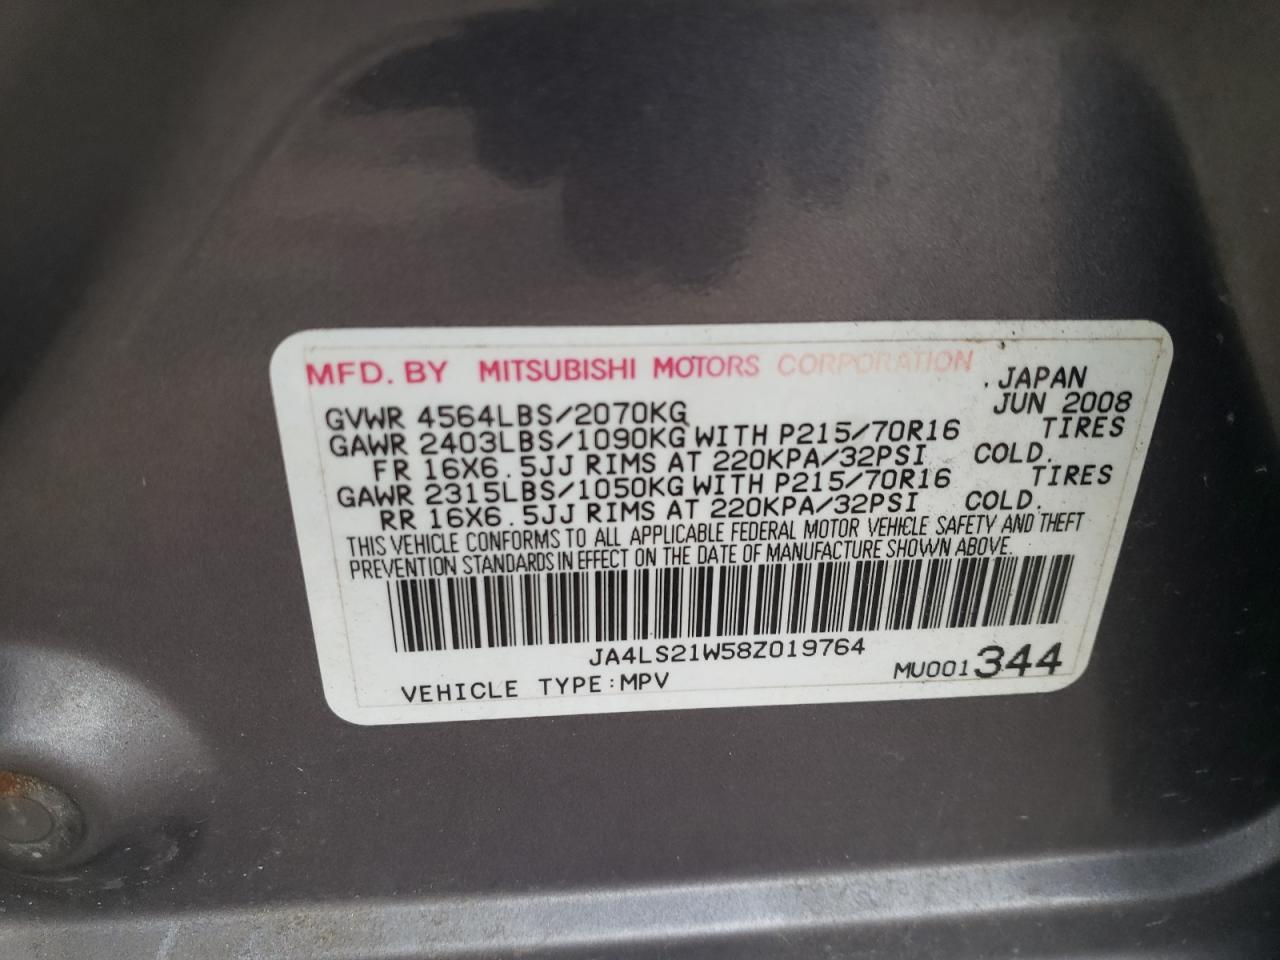 MFD. BY MITSUBISHI MOTORS CORPORATION
. JAPAN
GVWR 4564LBS/2070KG JUN 2008
GAWR 2403LBS/1090KG WITH P215/70R16 TIRES
FR 16X6.5JJ RIMS AT 220KPA/32PSI COLD.
GAWR 2315LBS/1050KG WITH P215/70R16 TIRES
RR 16X6.5JJ RIMS AT 220KPA/32PSI COLD.
THIS VEHICLE CONFORMS TO ALL APPLICABLE FEDERAL MOTOR VEHICLE SAFETY AND THEFT
PREVENTION STANDARDS IN EFFECT ON THE DATE OF MANUFACTURE SHOWN ABOVE.
JA4LS21W58Z019764
VEHICLE TYPE:MPV MU001344